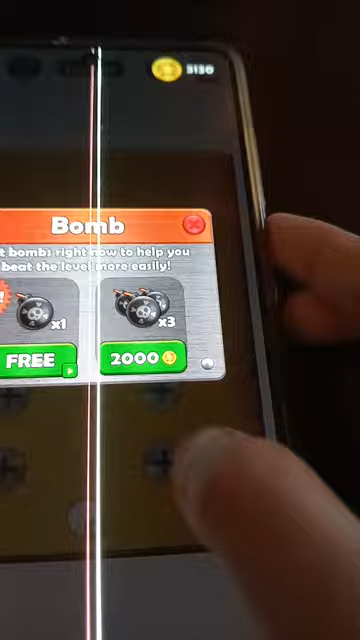 3130
Bomb
t bombs right now to help you
beat the level more easily!
x1
x3
FREE
2000